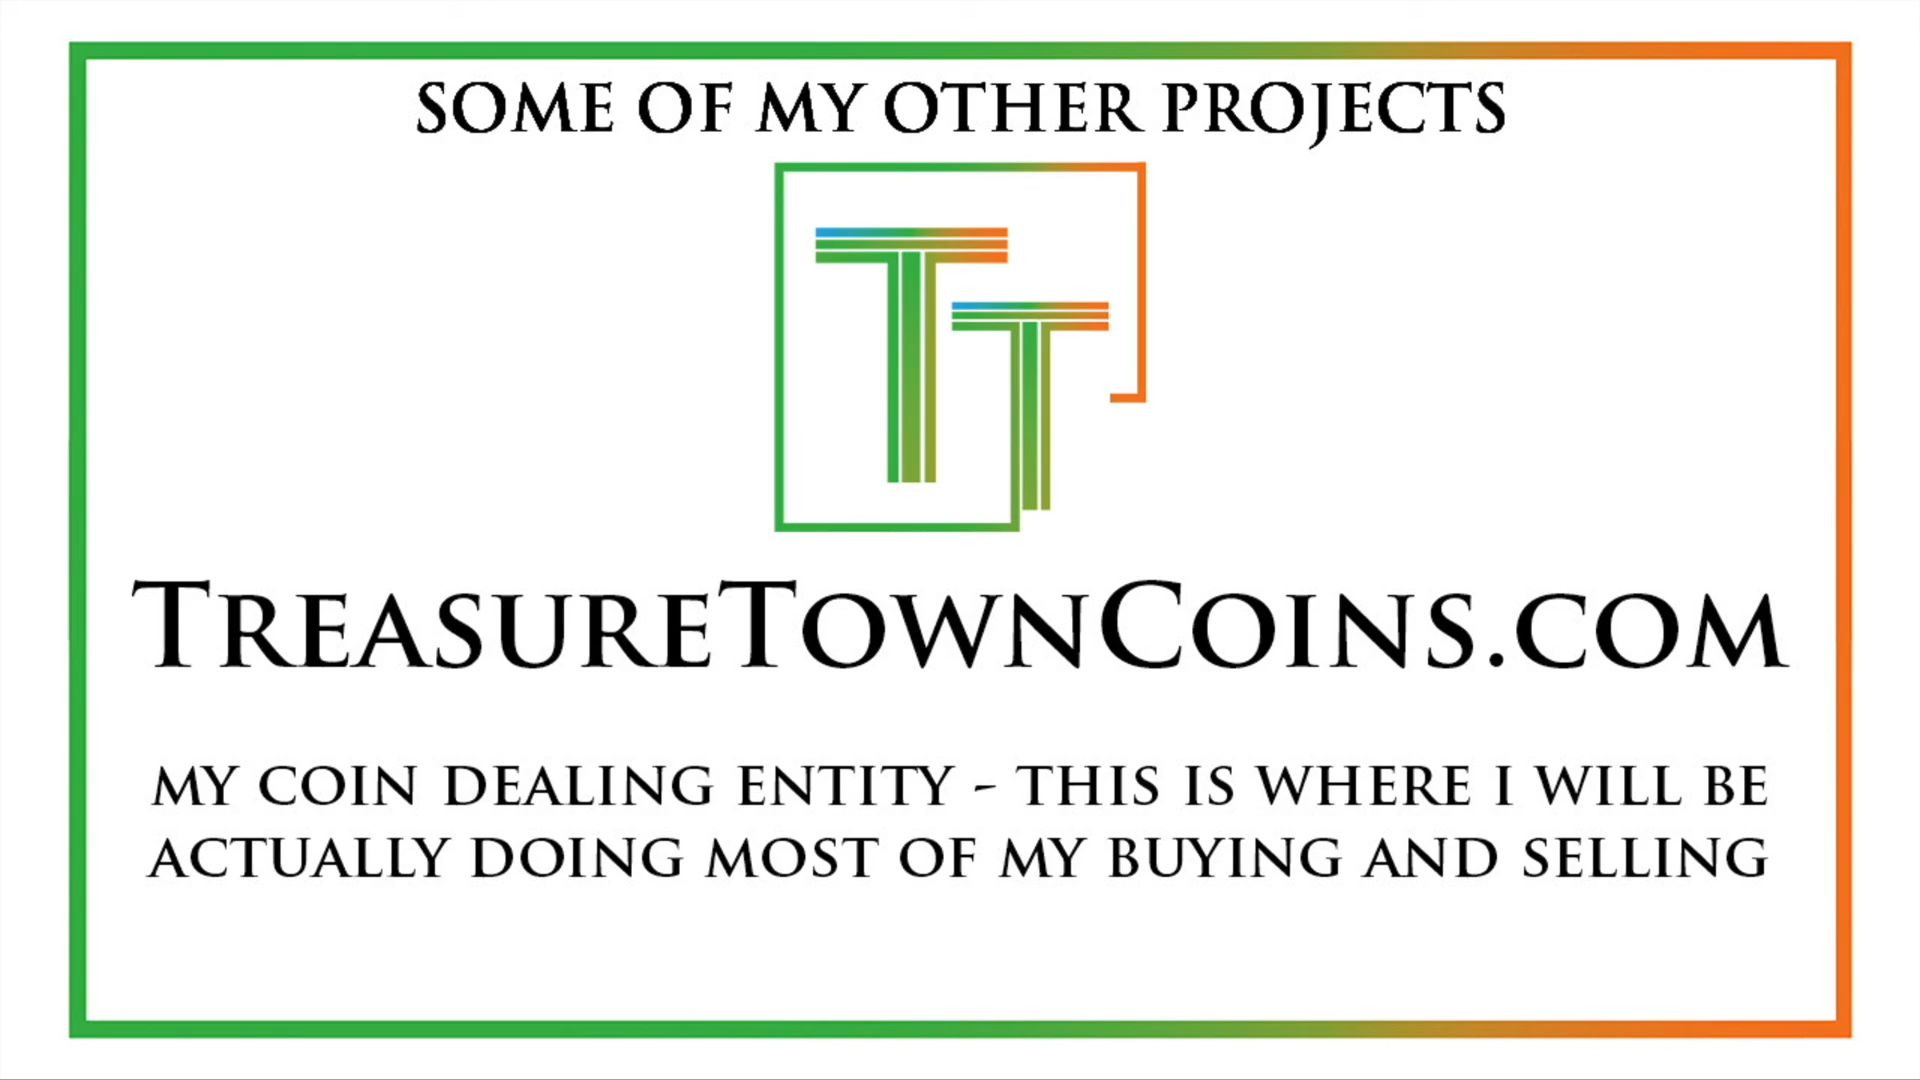 SOME OF MY OTHER PROJECTS
TT
TREASURETOWNCOINS.COM
MY COIN DEALING ENTITY - THIS IS WHERE I WILL BE
ACTUALLY DOING MOST OF MY BUYING AND SELLING